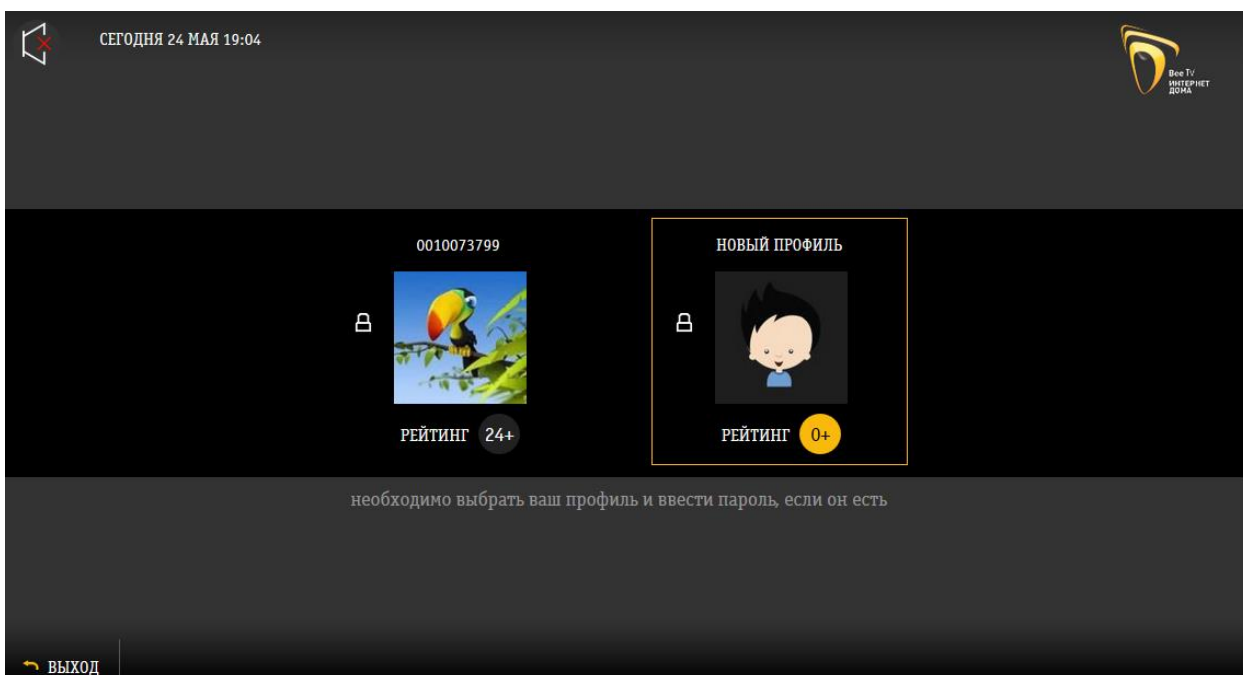 СЕГОДНЯ 24 МАЯ 19:04
Bee TV
ИНТЕРНЕТ
ДОМА
0010073799
НОВЫЙ ПРОФИЛЬ
РЕЙТИНГ 24+
РЕЙТИНГ 0+
необходимо выбрать ваш профиль и ввести пароль, если он есть
ВЫХОД